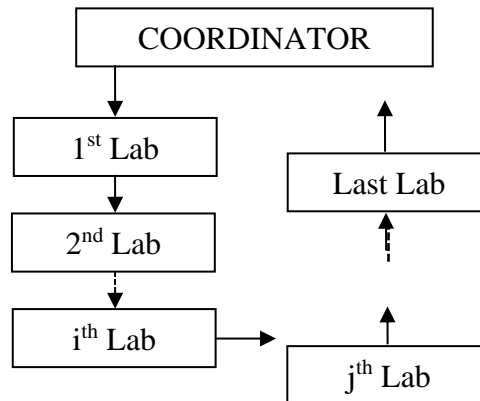 COORDINATOR
1st Lab
2nd Lab
ith Lab
Last Lab
jth Lab